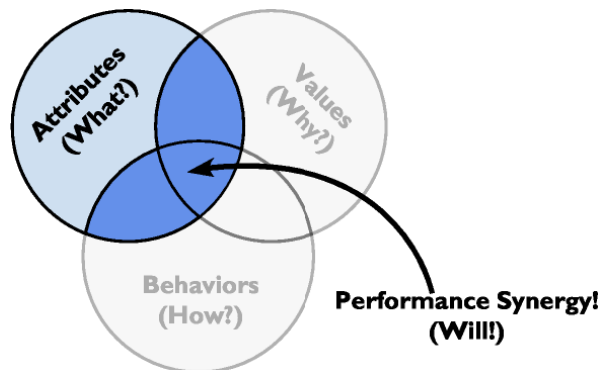 Attributes
(What?)
Values
(Why?)
Behaviors
(How?)
Performance Synergy!
(Will!)